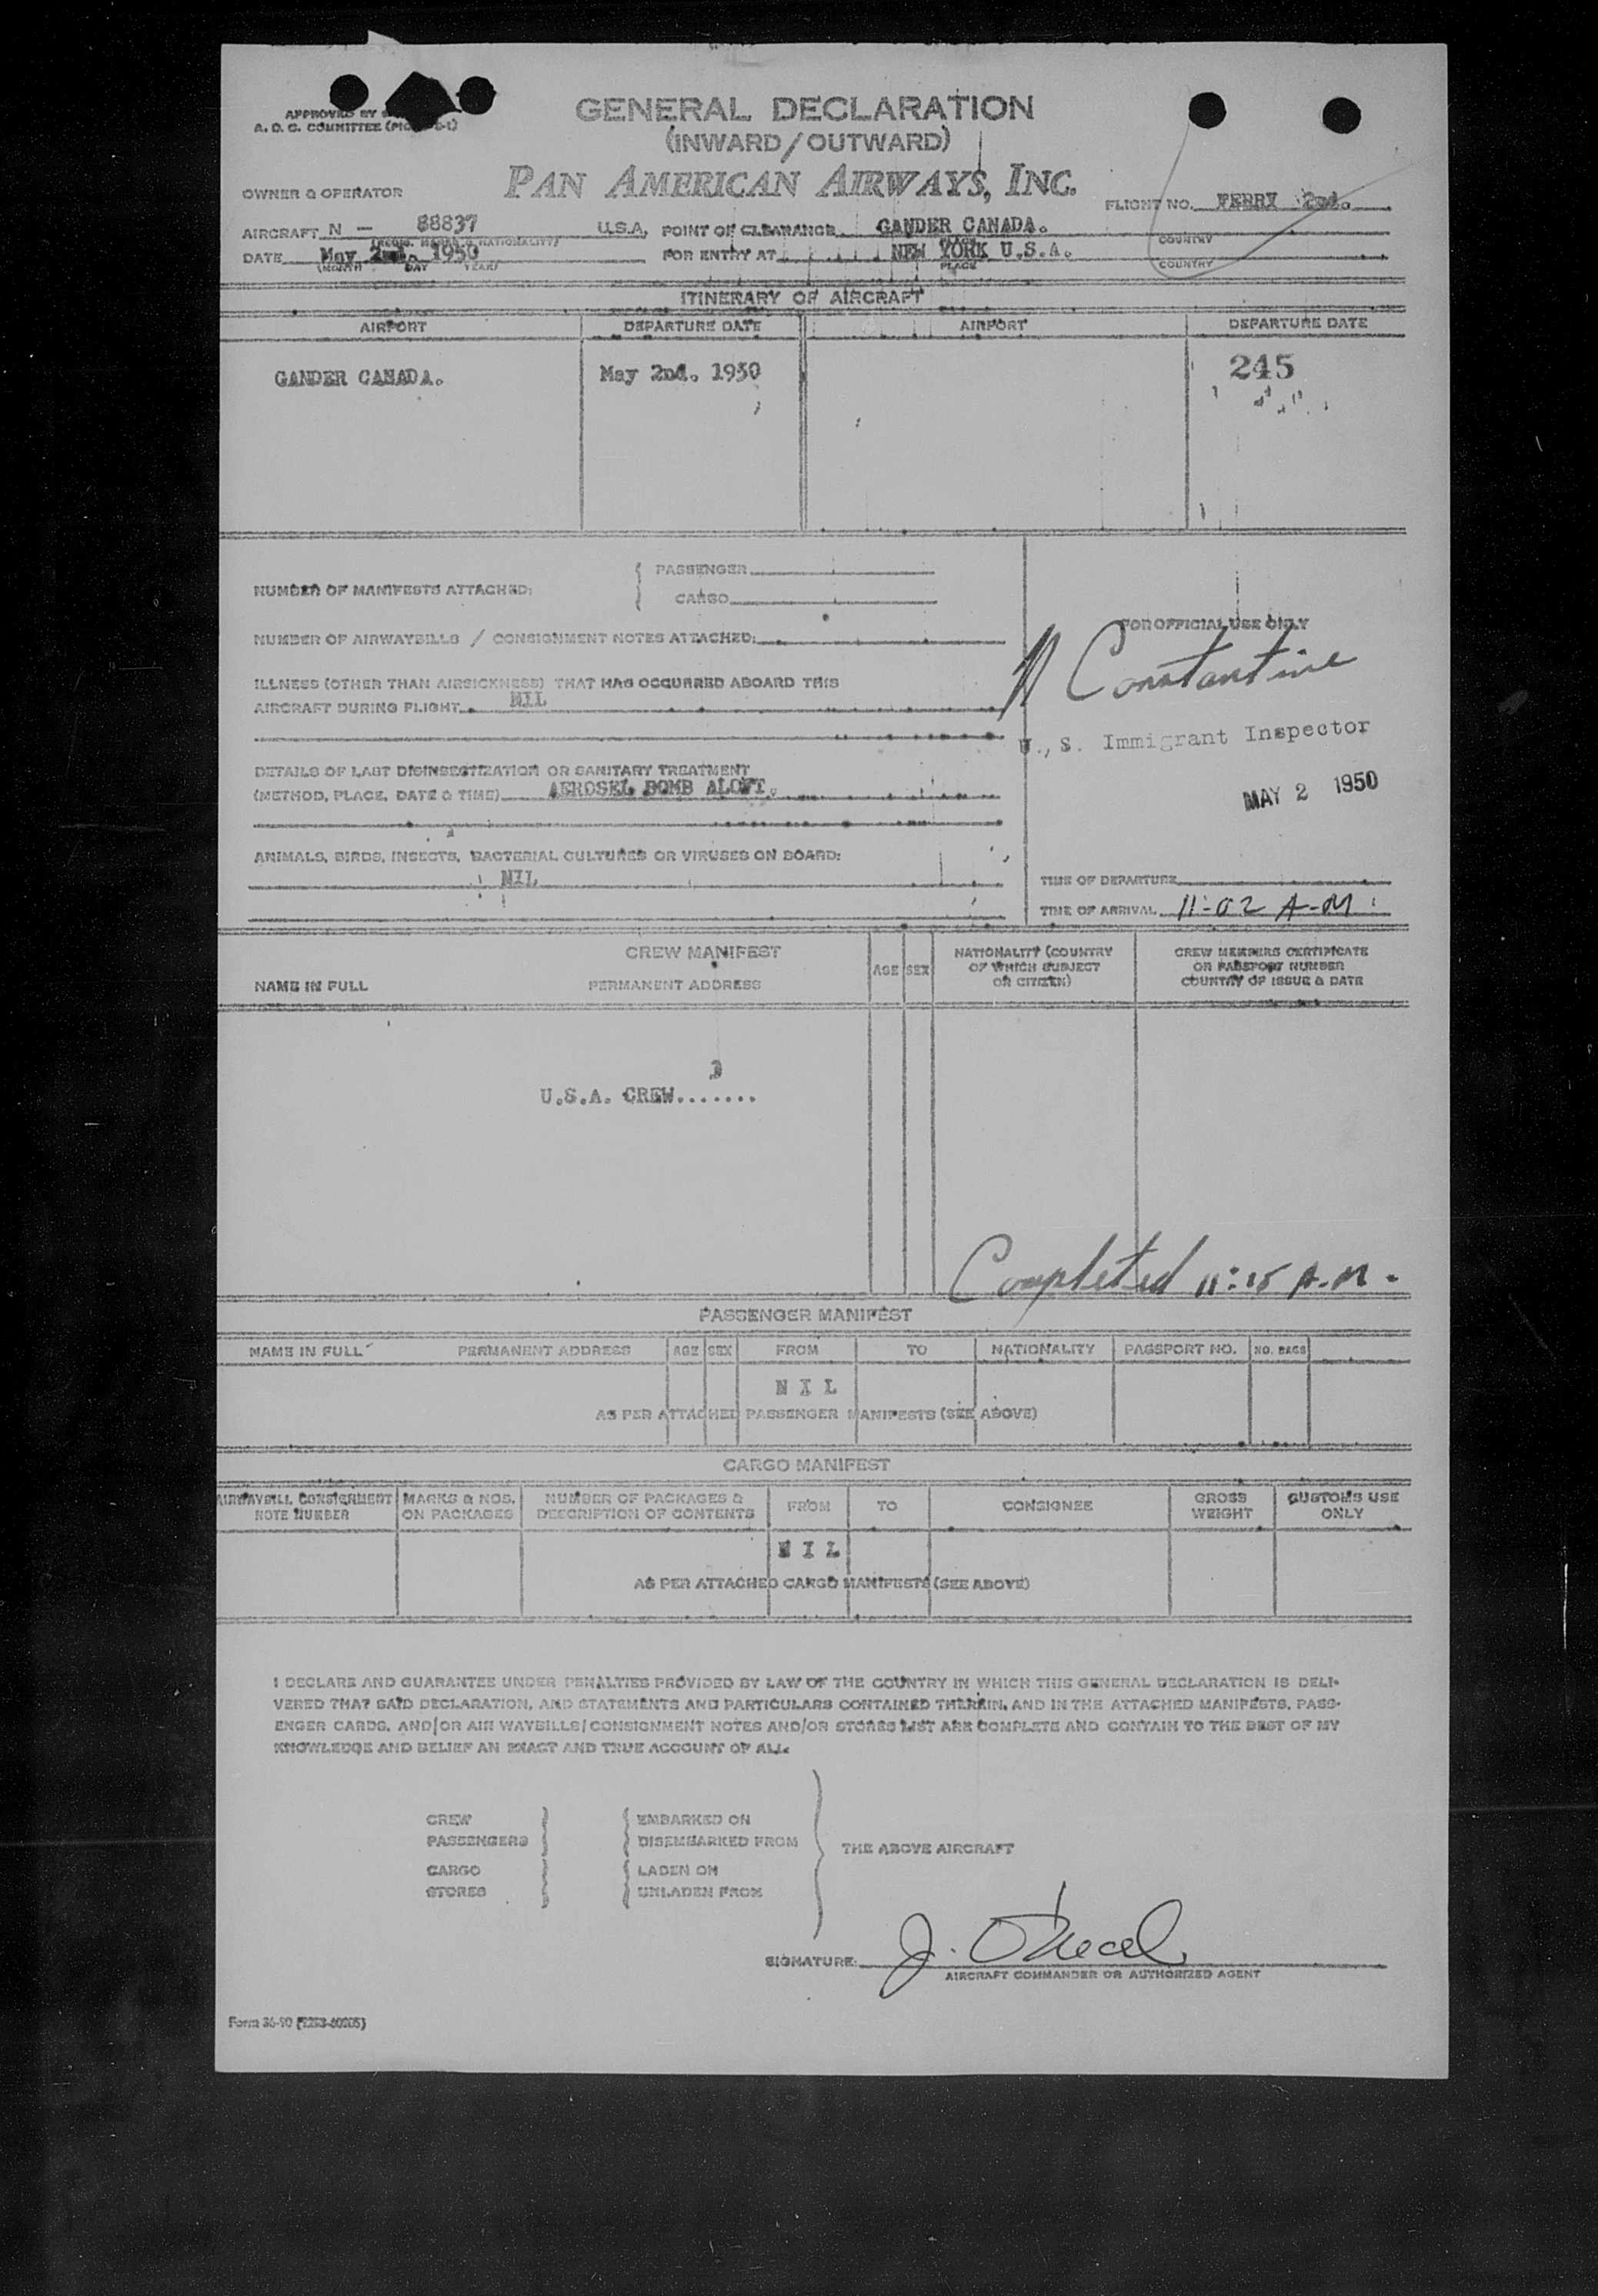 APPROVED BY
A. O. C. COMMITTEE
GENERAL DECLARATION
(INWARD/OUTWARD)
PAN AMERICAN AIRWAYS, INC.
OWNER & OPERATOR
FLIGHT NO. FERRY 2nd.
AIRCRAFT N - 88837 U.S.A. POINT OF CLEARANCE GANDER CANADA.
(REGIS. MARKS & NATIONALITY) PLACE COUNTRY
DATE May 2nd. 1950 FOR ENTRY AT NEW YORK U.S.A.
(MONTH DAY YEAR) PLACE COUNTRY
ITINERARY OF AIRCRAFT
AIRPORT DEPARTURE DATE AIRPORT DEPARTURE DATE
GANDER CANADA. May 2nd. 1950 245
NUMBER OF MANIFESTS ATTACHED: PASSENGER
CARGO
NUMBER OF AIRWAYBILLS / CONSIGNMENT NOTES ATTACHED:
FOR OFFICIAL USE ONLY
Constantine
ILLNESS (OTHER THAN AIRSICKNESS) THAT HAS OCCURRED ABOARD THIS
AIRCRAFT DURING FLIGHT NIL
U., S. Immigrant Inspector
DETAILS OF LAST DISINSECTIZATION OR SANITARY TREATMENT
(METHOD, PLACE, DATE & TIME) AEROSEL BOMB ALOFT.
MAY 2 1950
ANIMALS, BIRDS, INSECTS, BACTERIAL CULTURES OR VIRUSES ON BOARD:
NIL
TIME OF DEPARTURE
TIME OF ARRIVAL 11-02 A-M
CREW MANIFEST
NAME IN FULL PERMANENT ADDRESS AGE SEX NATIONALITY (COUNTRY OF WHICH SUBJECT OR CITIZEN) CREW MEMBERS CERTIFICATE OR PASSPORT NUMBER COUNTRY OF ISSUE & DATE
U.S.A. CREW.......
Completed 11:15 A.M.
PASSENGER MANIFEST
NAME IN FULL PERMANENT ADDRESS AGE SEX FROM TO NATIONALITY PASSPORT NO. NO. BAGS
N I L
AS PER ATTACHED PASSENGER MANIFESTS (SEE ABOVE)
CARGO MANIFEST
AIRWAYBILL CONSIGNMENT NOTE NUMBER MARKS & NOS. ON PACKAGES NUMBER OF PACKAGES & DESCRIPTION OF CONTENTS FROM TO CONSIGNEE GROSS WEIGHT CUSTOMS USE ONLY
N I L
AS PER ATTACHED CARGO MANIFESTS (SEE ABOVE)
I DECLARE AND GUARANTEE UNDER PENALTIES PROVIDED BY LAW OF THE COUNTRY IN WHICH THIS GENERAL DECLARATION IS DELI-
VERED THAT SAID DECLARATION, AND STATEMENTS AND PARTICULARS CONTAINED THEREIN, AND IN THE ATTACHED MANIFESTS, PASS-
ENGER CARDS, AND/OR AIR WAYBILLS/CONSIGNMENT NOTES AND/OR STORES LIST ARE COMPLETE AND CONTAIN TO THE BEST OF MY
KNOWLEDGE AND BELIEF AN EXACT AND TRUE ACCOUNT OF ALL
CREW EMBARKED ON
PASSENGERS DISEMBARKED FROM
THE ABOVE AIRCRAFT
CARGO LADEN ON
STORES UNLADEN FROM
SIGNATURE:
AIRCRAFT COMMANDER OR AUTHORIZED AGENT
Form 36-90